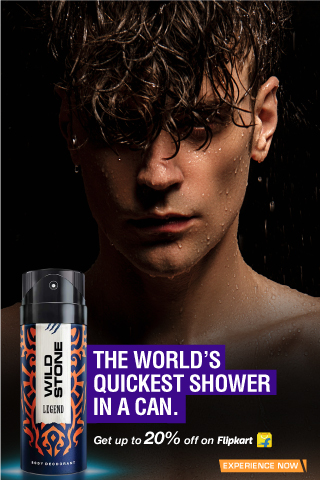 WILD
STONE
LEGEND
BODY DEODORANT
THE WORLD'S
QUICKEST SHOWER
IN A CAN.
Get up to 20% off on Flipkart
EXPERIENCE NOW